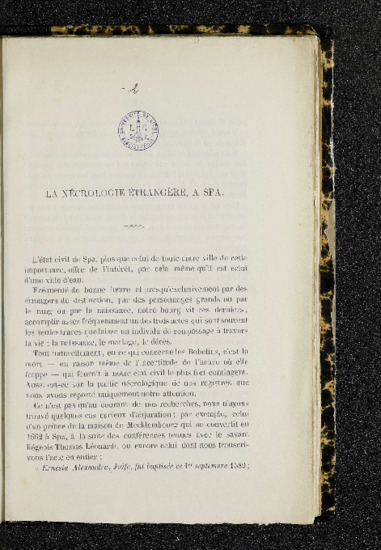 LA NÉCROLOGIE ÉTRANGÈRE, A SPA.
L'état civil de Spa, plus que celui de toute autre ville de cette
importance, offre de l'intérêt, par cela même qu'il est celui
d'une ville d'eau.
Fréquenté de bonne heure et presqu'exclusivement par des
étrangers de distinction, par des personnages grands ou par
le rang ou par la naissance, notre bourg vit ces derniers,
accomplir assez fréquemment un des trois actes qui sont souvent
les seules traces que laisse un individu de son passage à travers
la vie : la naissance, le mariage, le décès.
Tout naturellement, en ce qui concerne les Bobelins, c'est la
mort — en raison même de l'incertitude de l'heure où elle
frappe — qui fournit à notre état civil le plus fort contingent.
Aussi est-ce sur la partie nécrologique de nos registres que
nous avons reporté uniquement notre attention.
Ce n'est pas qu'au courant de nos recherches, nous n'ayons
trouvé quelques cas curieux d'abjuration ; par exemple, celui
d'un prince de la maison de Mecklembourg qui se convertit en
1662 à Spa, à la suite des conférences tenues avec le savant
liégeois Thomas Léonard, ou encore celui dont nous transcri-
vons l'acte en entier :
« Ernesta Alexandra, Juife, fut baptisée ce 1er septembre 1589 ;